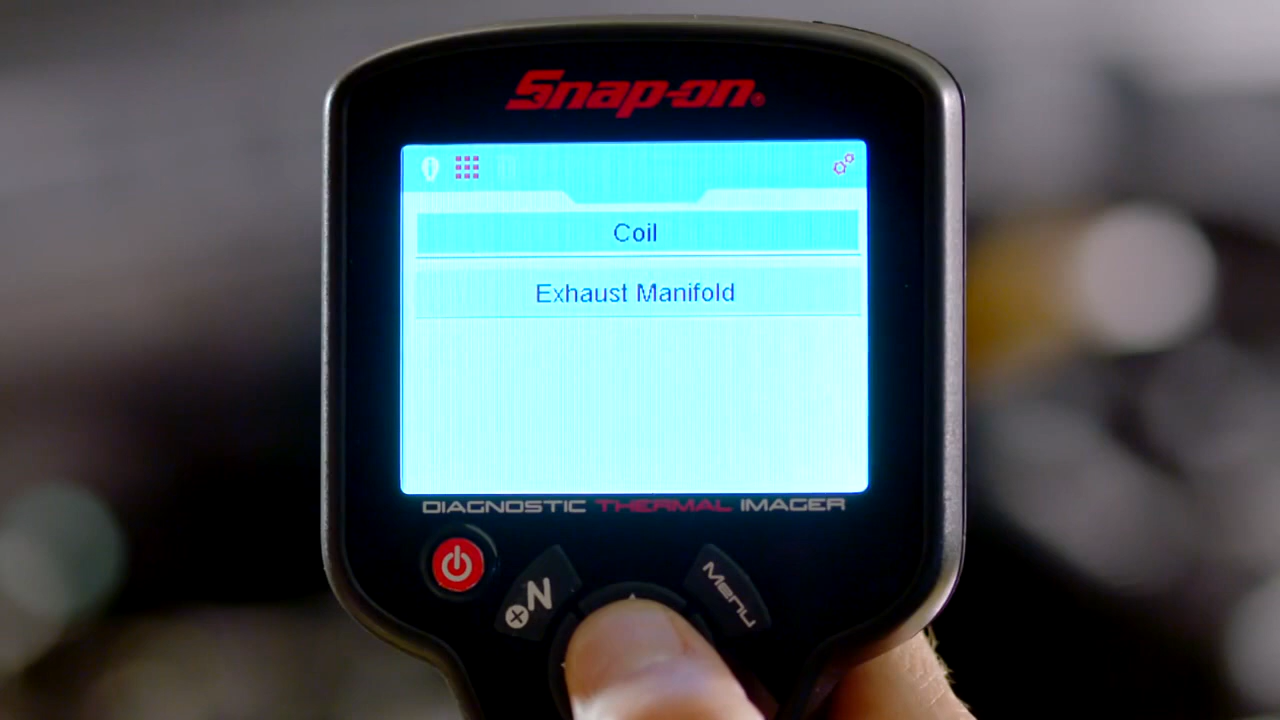 Snap-on®
Coil
Exhaust Manifold
DIAGNOSTIC THERMAL IMAGER
N
Menu